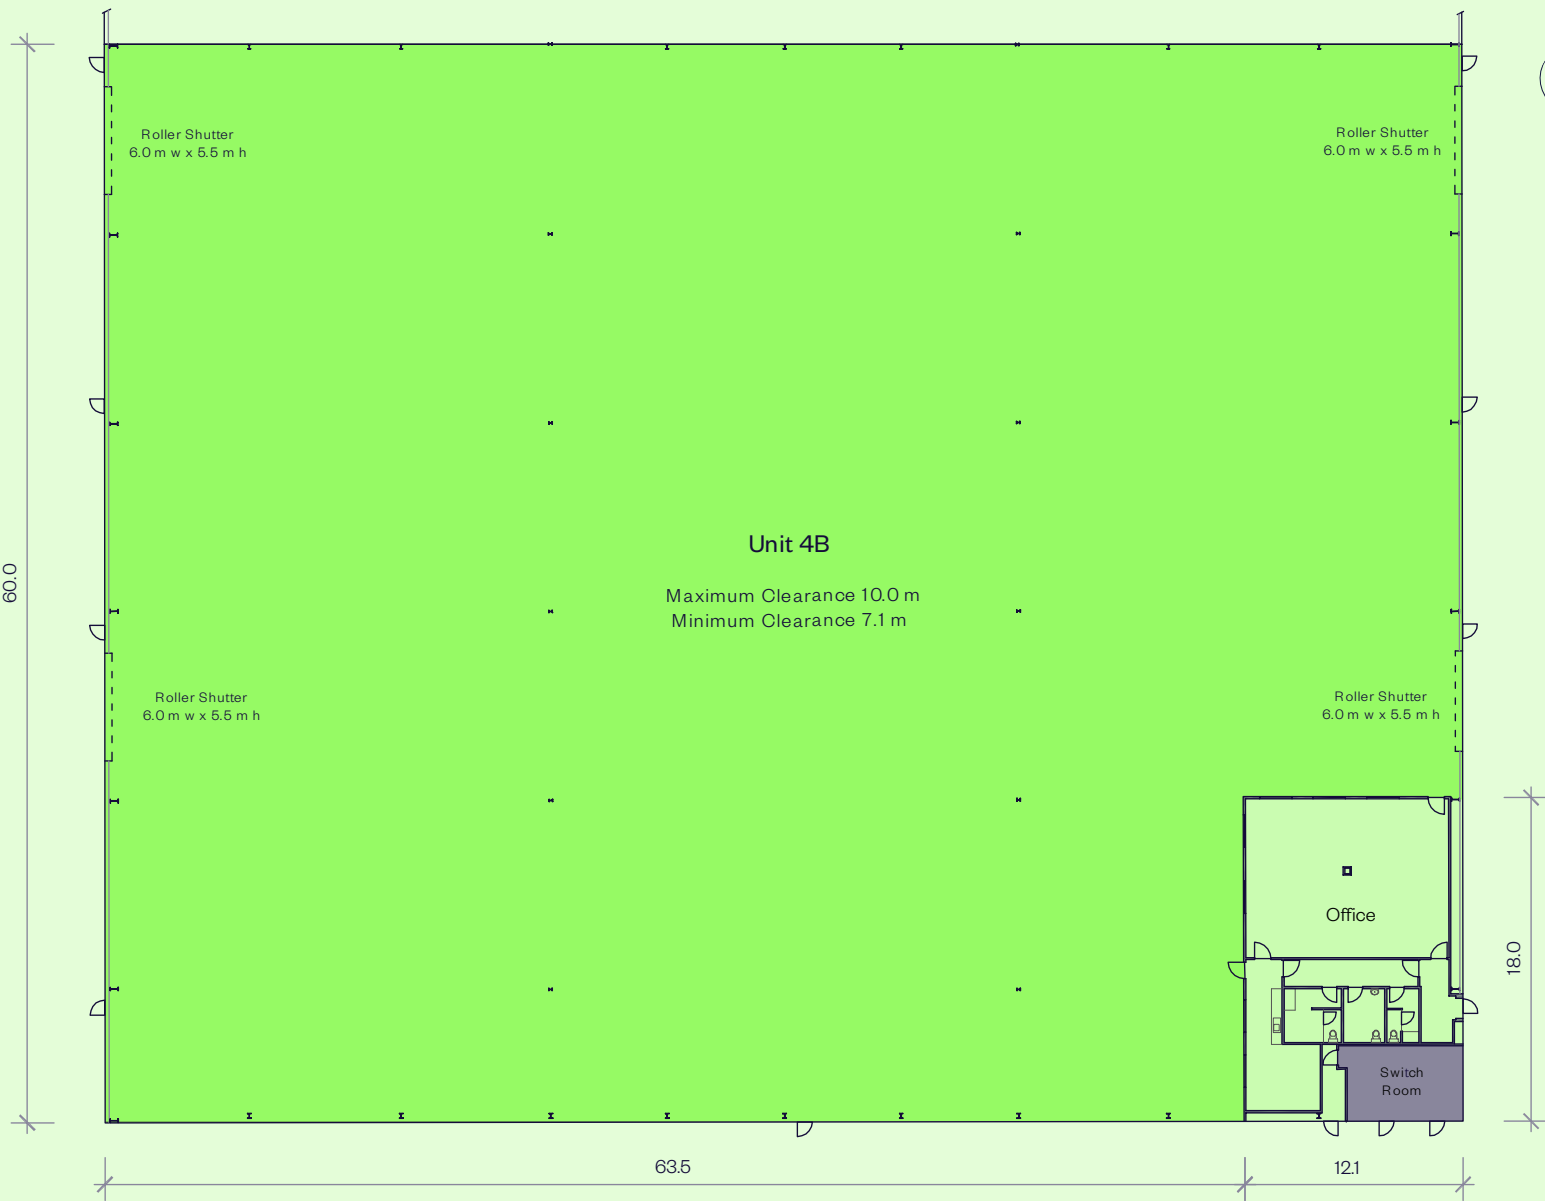 Roller Shutter
6.0 m w x 5.5 m h
Roller Shutter
6.0 m w x 5.5 m h
60.0
Unit 4B
Maximum Clearance 10.0 m
Minimum Clearance 7.1 m
Roller Shutter
6.0 m w x 5.5 m h
Roller Shutter
6.0 m w x 5.5 m h
Office
18.0
Switch
Room
63.5
12.1